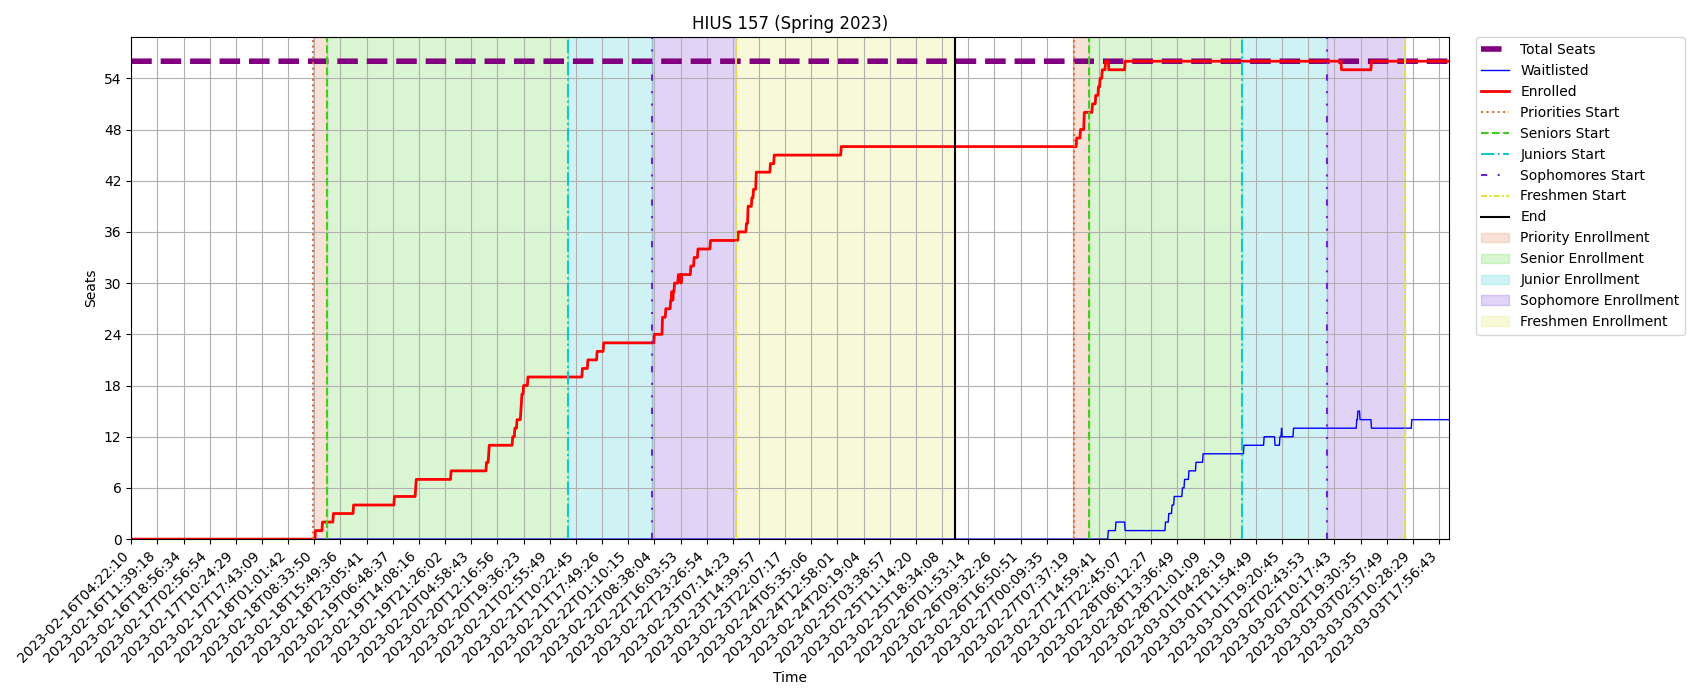 HIUS 157 (Spring 2023)
Seats
54
48
42
36
30
24
18
12
6
0
2023-02-16T04:22:10
2023-02-16T11:39:18
2023-02-16T18:56:34
2023-02-17T02:56:54
2023-02-17T10:24:29
2023-02-17T17:43:09
2023-02-18T01:01:42
2023-02-18T08:33:50
2023-02-18T15:49:36
2023-02-18T23:05:41
2023-02-19T06:48:37
2023-02-19T14:08:16
2023-02-19T21:26:02
2023-02-20T04:58:43
2023-02-20T12:16:56
2023-02-20T19:36:23
2023-02-21T02:55:49
2023-02-21T10:22:45
2023-02-21T17:49:26
2023-02-22T01:10:15
2023-02-22T08:38:04
2023-02-22T16:03:53
2023-02-22T23:26:54
2023-02-23T07:14:23
2023-02-23T14:39:57
2023-02-23T22:07:17
2023-02-24T05:35:06
2023-02-24T12:58:01
2023-02-24T20:19:04
2023-02-25T03:38:57
2023-02-25T11:14:20
2023-02-25T18:34:08
2023-02-26T01:53:14
2023-02-26T09:32:26
2023-02-26T16:50:51
2023-02-27T00:09:35
2023-02-27T07:37:19
2023-02-27T14:59:41
2023-02-27T22:45:07
2023-02-28T06:12:27
2023-02-28T13:36:49
2023-02-28T21:01:09
2023-03-01T04:28:19
2023-03-01T11:54:49
2023-03-01T19:20:45
2023-03-02T02:43:53
2023-03-02T10:17:43
2023-03-02T19:30:35
2023-03-03T02:57:49
2023-03-03T10:28:29
2023-03-03T17:56:43
Time
Total Seats
Waitlisted
Enrolled
Priorities Start
Seniors Start
Juniors Start
Sophomores Start
Freshmen Start
End
Priority Enrollment
Senior Enrollment
Junior Enrollment
Sophomore Enrollment
Freshmen Enrollment